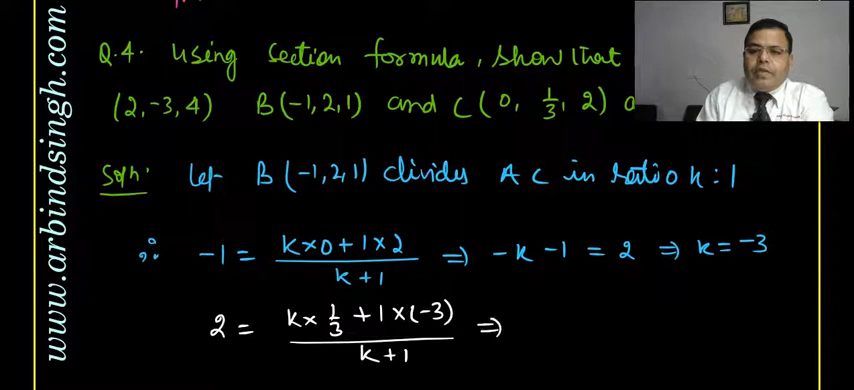 www.arbindsingh.com
Q.4. Using section formula, show that
(2,-3,4) B(-1,2,1) and C(0, 1/3, 2) a
Soln: Let B(-1,2,1) divides AC in ratio k:1
∴ -1 = (k×0+1×2)/(k+1) ⇒ -k-1 = 2 ⇒ k = -3
2 = (k×1/3+1×(-3))/(k+1) ⇒